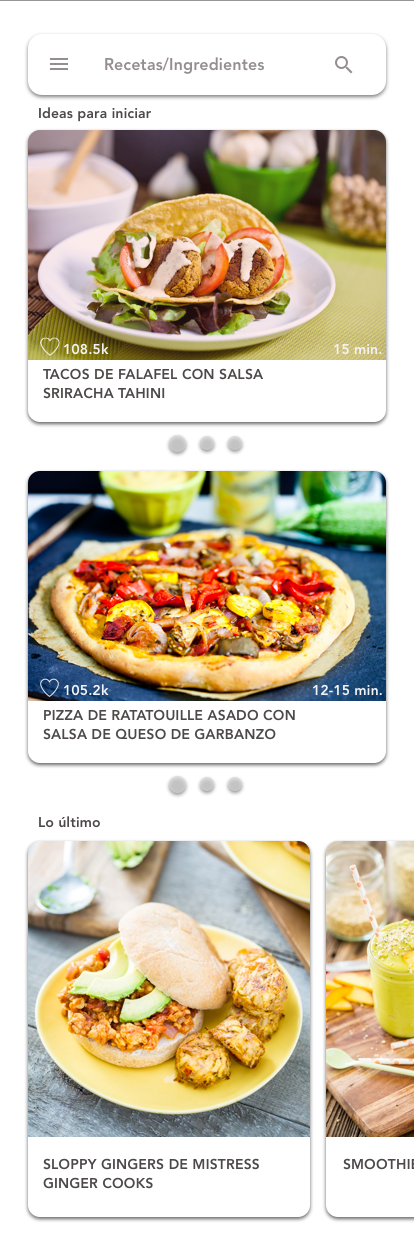 Recetas/Ingredientes
Ideas para iniciar
108.5k
15 min.
TACOS DE FALAFEL CON SALSA
SRIRACHA TAHINI
105.2k
12-15 min.
PIZZA DE RATATOUILLE ASADO CON
SALSA DE QUESO DE GARBANZO
Lo último
SLOPPY GINGERS DE MISTRESS
GINGER COOKS
SMOOTHIE